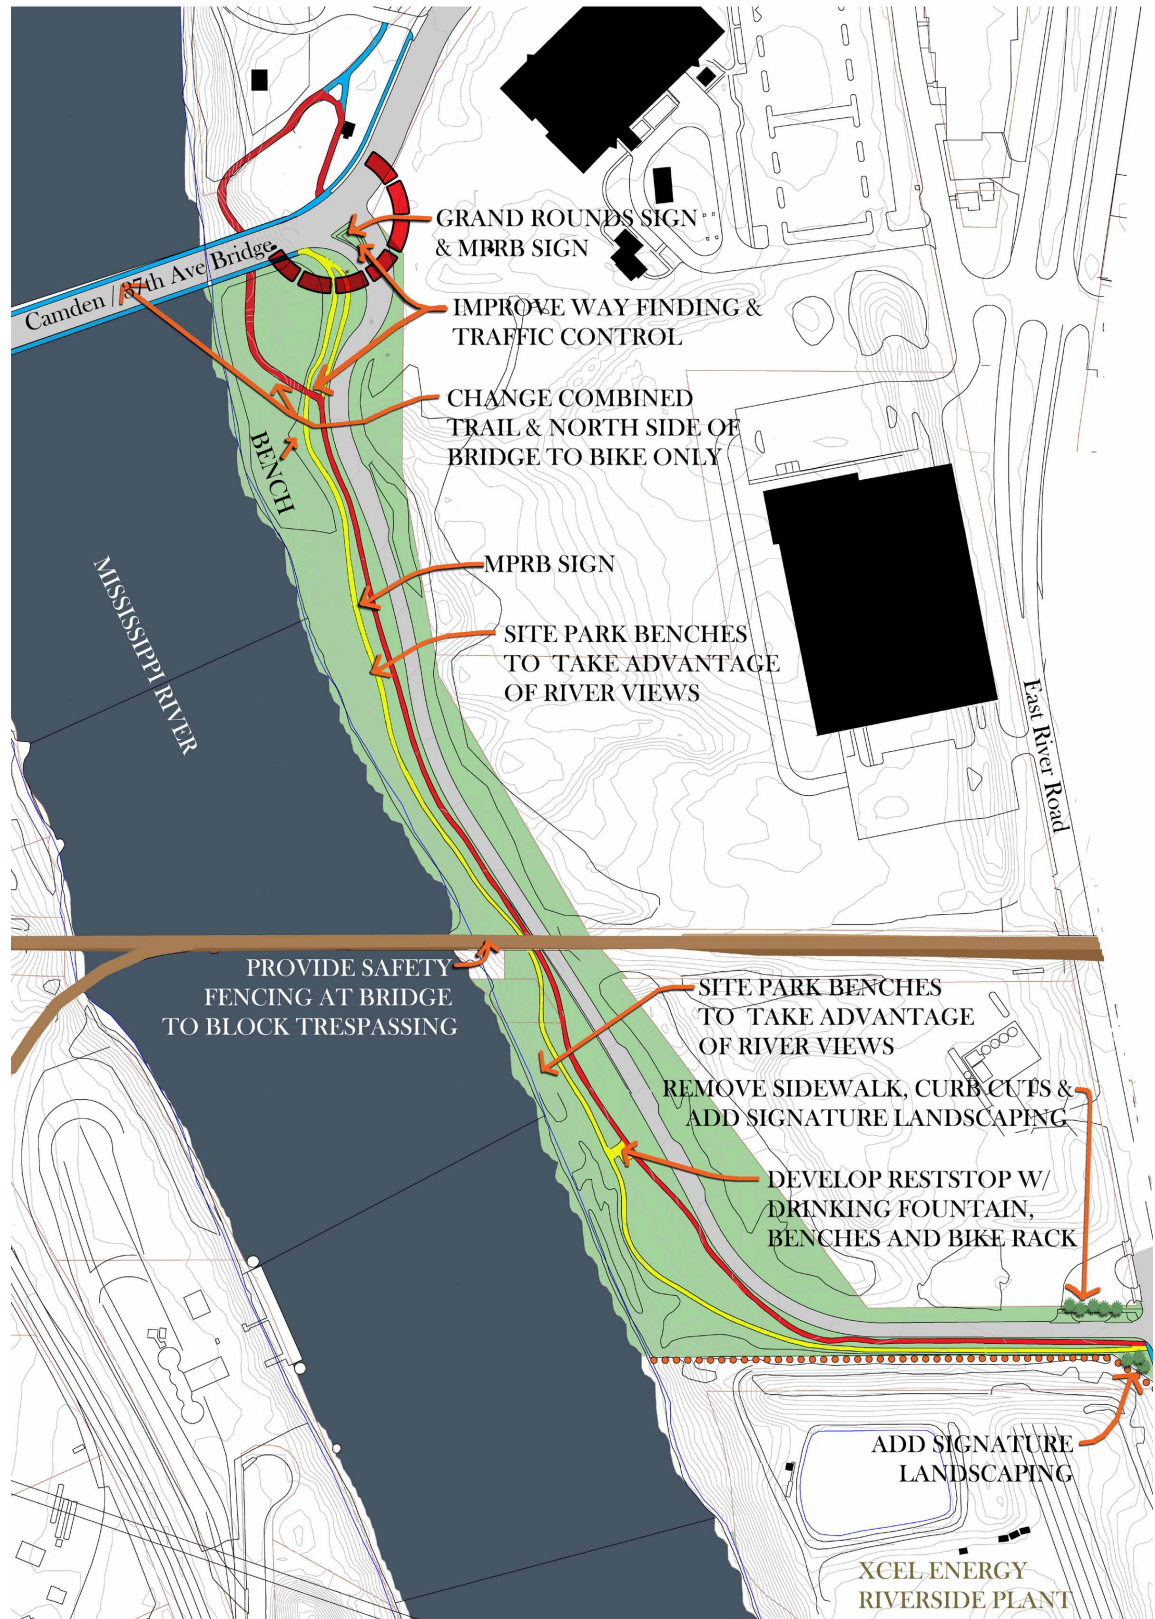 GRAND ROUNDS SIGN
& MPRB SIGN
Camden / 37th Ave Bridge
IMPROVE WAY FINDING &
TRAFFIC CONTROL
CHANGE COMBINED
TRAIL & NORTH SIDE OF
BRIDGE TO BIKE ONLY
BENCH
MPRB SIGN
MISSISSIPPI RIVER
SITE PARK BENCHES
TO TAKE ADVANTAGE
OF RIVER VIEWS
East River Road
PROVIDE SAFETY
FENCING AT BRIDGE
TO BLOCK TRESPASSING
SITE PARK BENCHES
TO TAKE ADVANTAGE
OF RIVER VIEWS
REMOVE SIDEWALK, CURB CUTS &
ADD SIGNATURE LANDSCAPING
DEVELOP RESTSTOP W/
DRINKING FOUNTAIN,
BENCHES AND BIKE RACK
ADD SIGNATURE
LANDSCAPING
XCEL ENERGY
RIVERSIDE PLANT